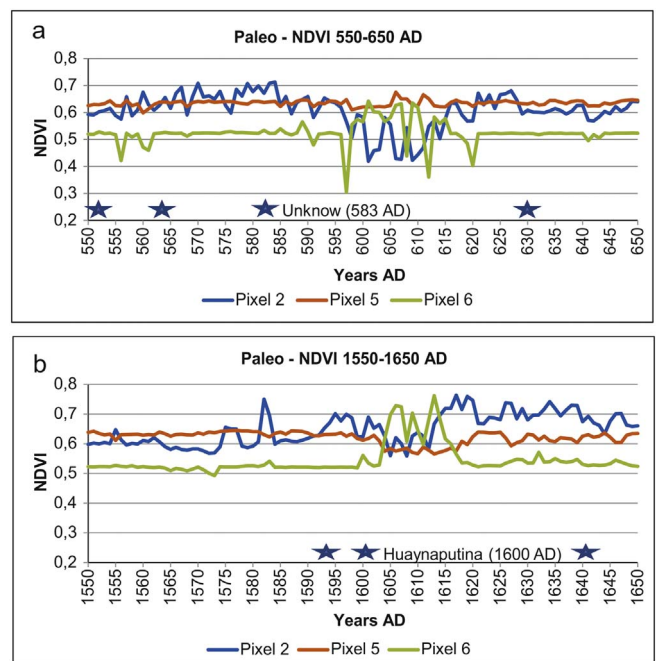 a
Paleo - NDVI 550-650 AD
0,8
0,7
0,6
0,5
0,4
0,3
0,2
NDVI
Unknow (583 AD)
550 555 560 565 570 575 580 585 590 595 600 605 610 615 620 625 630 635 640 645 650
Years AD
Pixel 2 Pixel 5 Pixel 6
b
Paleo - NDVI 1550-1650 AD
0,8
0,7
0,6
0,5
0,4
0,3
0,2
NDVI
Huaynaputina (1600 AD)
1550 1555 1560 1565 1570 1575 1580 1585 1590 1595 1600 1605 1610 1615 1620 1625 1630 1635 1640 1645 1650
Years AD
Pixel 2 Pixel 5 Pixel 6